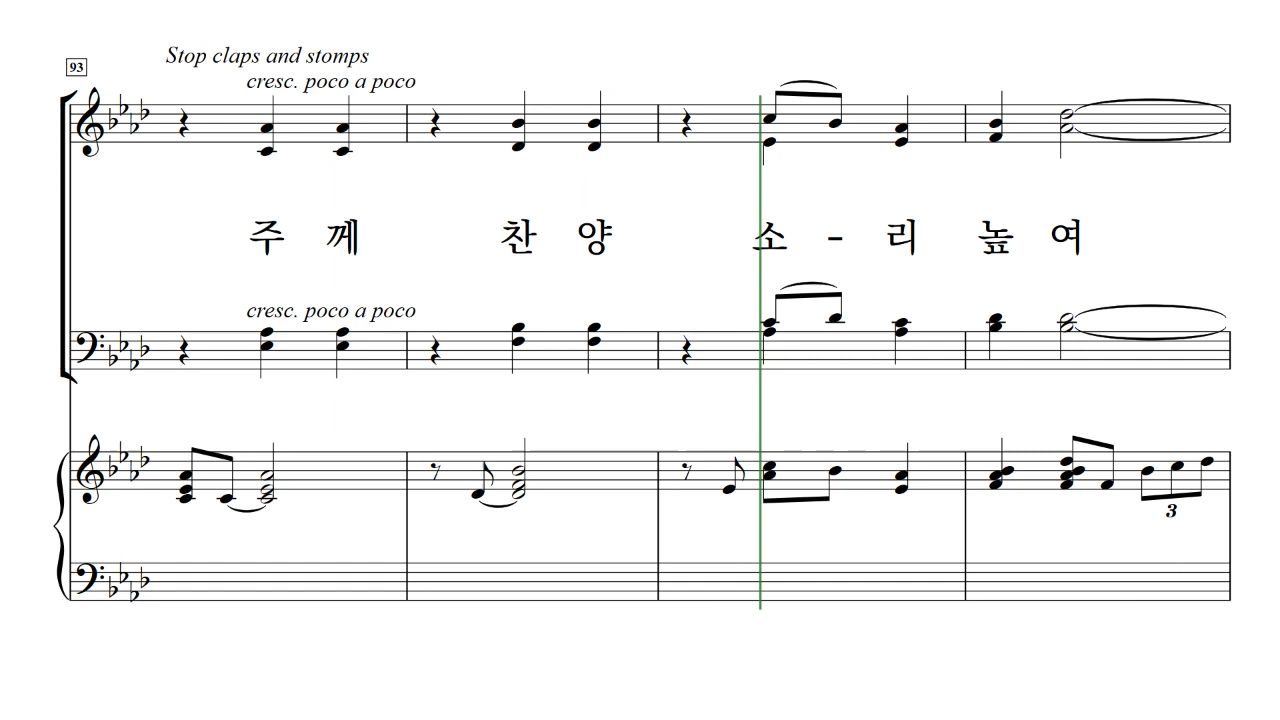 Stop claps and stomps
93
cresc. poco a poco
주 께 찬 양 소 - 리 높 여
cresc. poco a poco
3